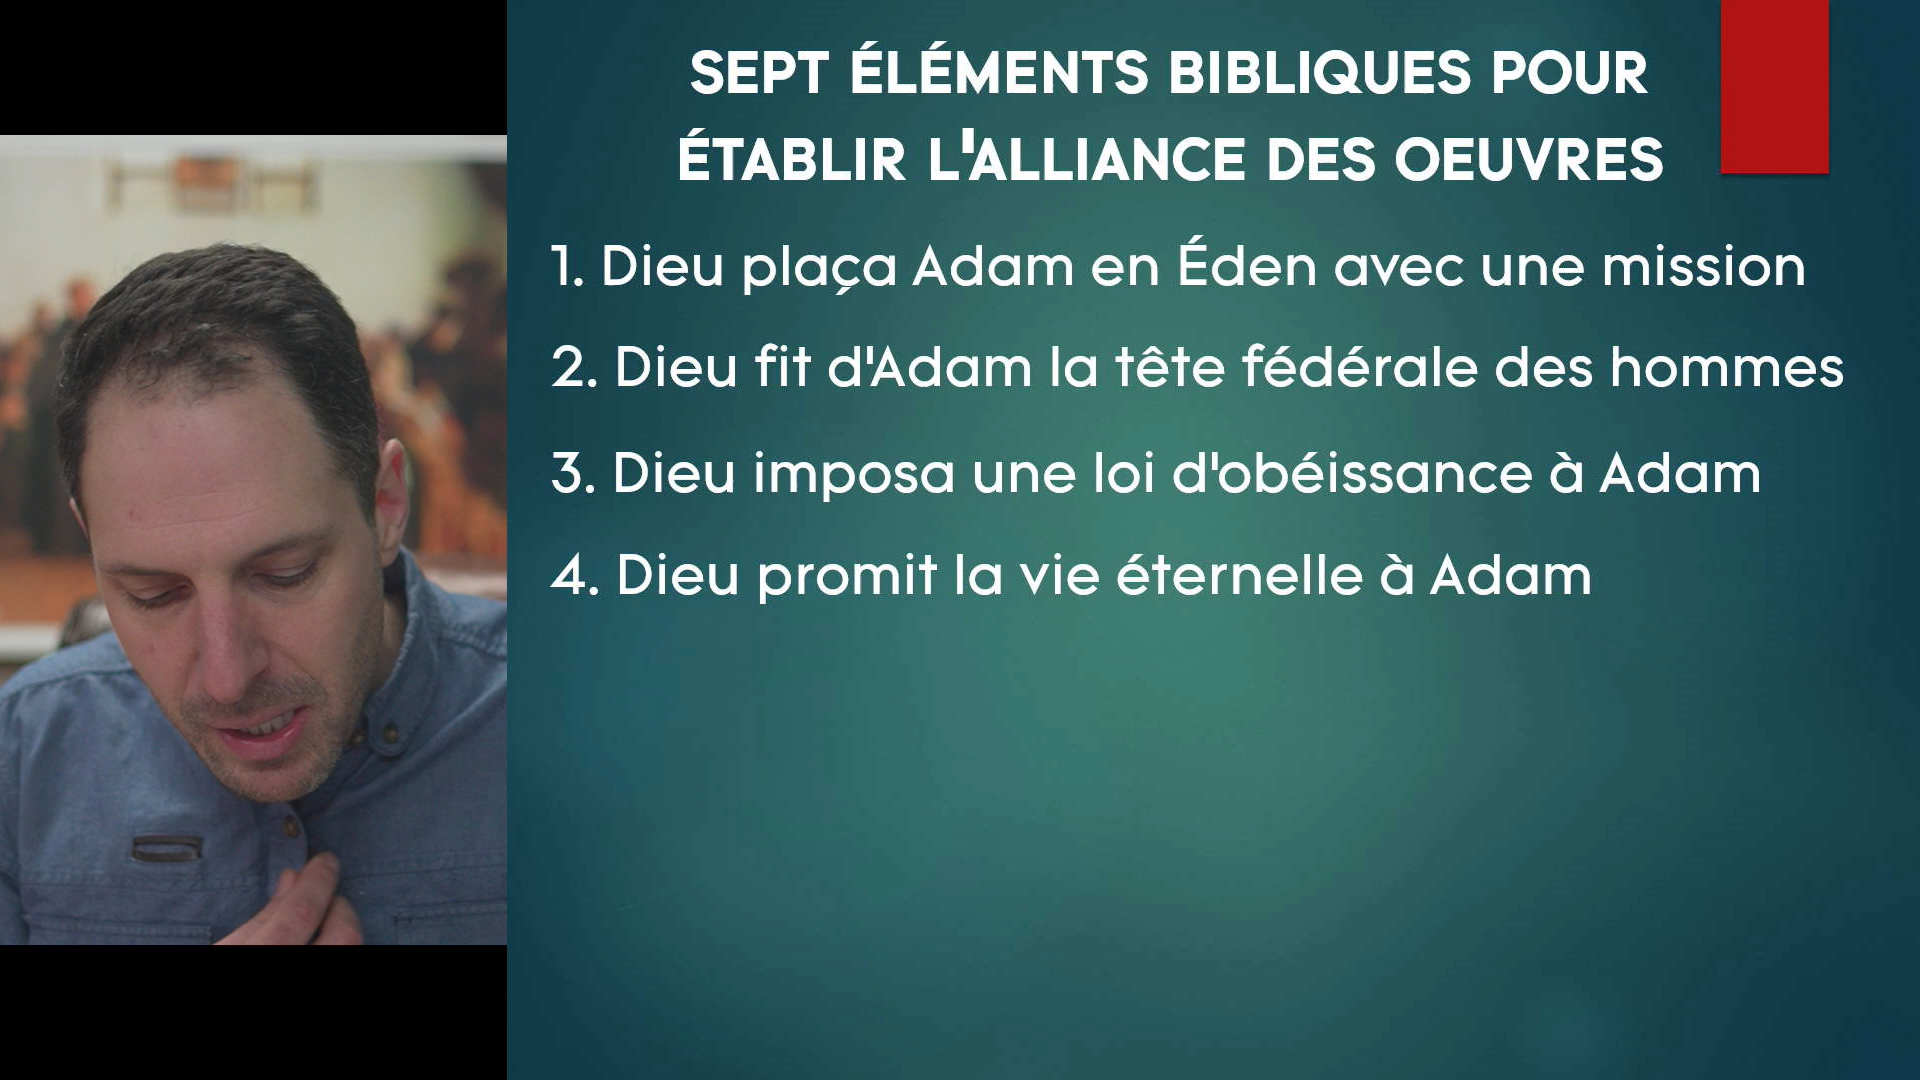 SEPT ÉLÉMENTS BIBLIQUES POUR
ÉTABLIR L'ALLIANCE DES OEUVRES
1. Dieu plaça Adam en Éden avec une mission
2. Dieu fit d'Adam la tête fédérale des hommes
3. Dieu imposa une loi d'obéissance à Adam
4. Dieu promit la vie éternelle à Adam